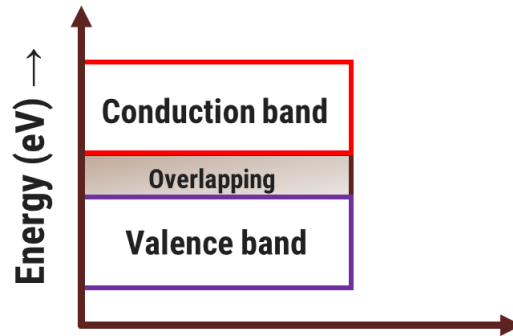 Energy (eV) →
Conduction band
Overlapping
Valence band